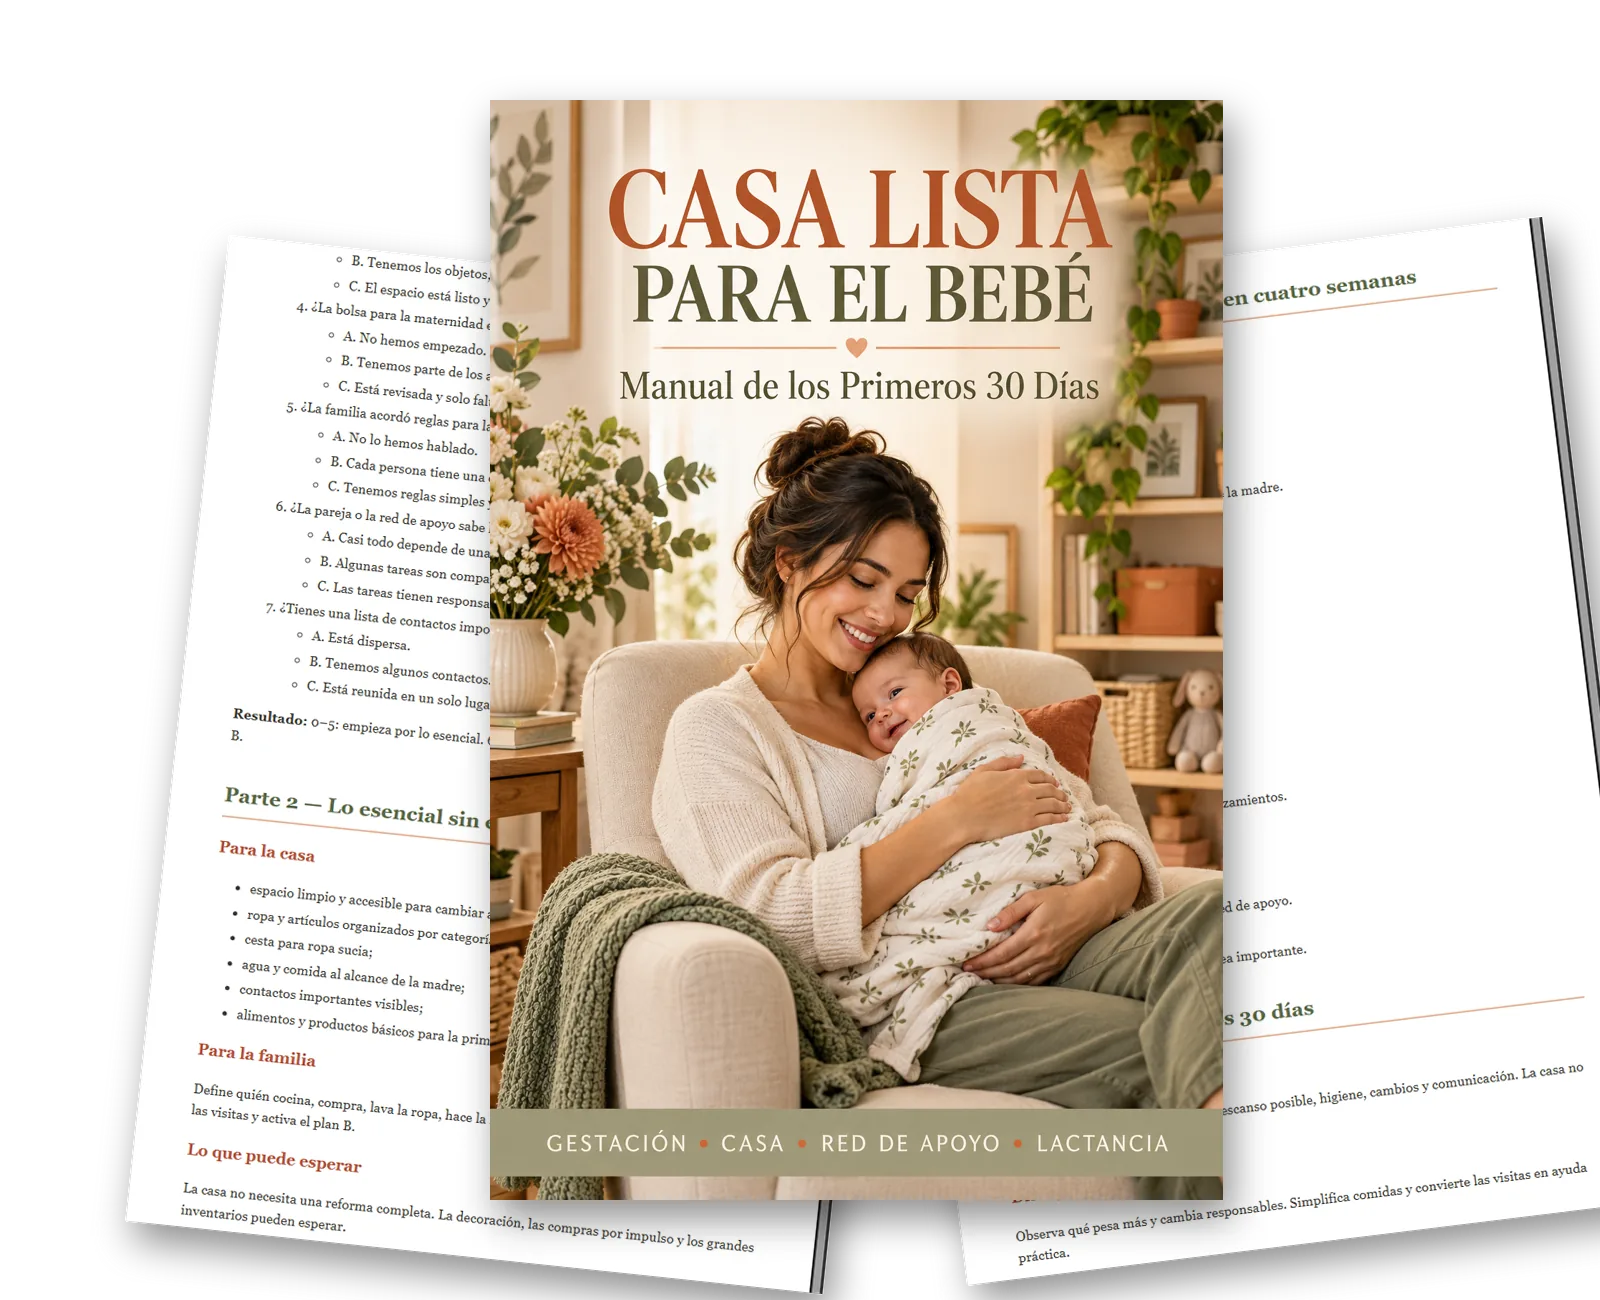 CASA LISTA
PARA EL BEBÉ
Manual de los Primeros 30 Días
GESTACIÓN • CASA • RED DE APOYO • LACTANCIA
B. Tenemos los objetos,
C. El espacio está listo y
4. ¿La bolsa para la maternidad
A. No hemos empezado.
B. Tenemos parte de los
C. Está revisada y solo
5. ¿La familia acordó reglas para
A. No lo hemos hablado.
B. Cada persona tiene una
C. Tenemos reglas simples
6. ¿La pareja o la red de apoyo sabe
A. Casi todo depende de una
B. Algunas tareas son
C. Las tareas tienen
7. ¿Tienes una lista de contactos
A. Está dispersa.
B. Tenemos algunos contactos.
C. Está reunida en un solo
Resultado: 0–5: empieza por lo esencial.
B.
Parte 2 — Lo esencial sin
Para la casa
• espacio limpio y accesible para cambiar
• ropa y artículos organizados por
• cesta para ropa sucia;
• agua y comida al alcance de la madre;
• contactos importantes visibles;
• alimentos y productos básicos para la
Para la familia
Define quién cocina, compra, lava la ropa, hace la
las visitas y activa el plan B.
Lo que puede esperar
La casa no necesita una reforma completa. La decoración, las compras por impulso y los grandes
inventarios pueden esperar.
en cuatro semanas
la madre.
de apoyo.
importante.
30 días
posible, higiene, cambios y comunicación. La casa no
Observa qué pesa más y cambia responsables. Simplifica comidas y convierte las visitas en ayuda
práctica.